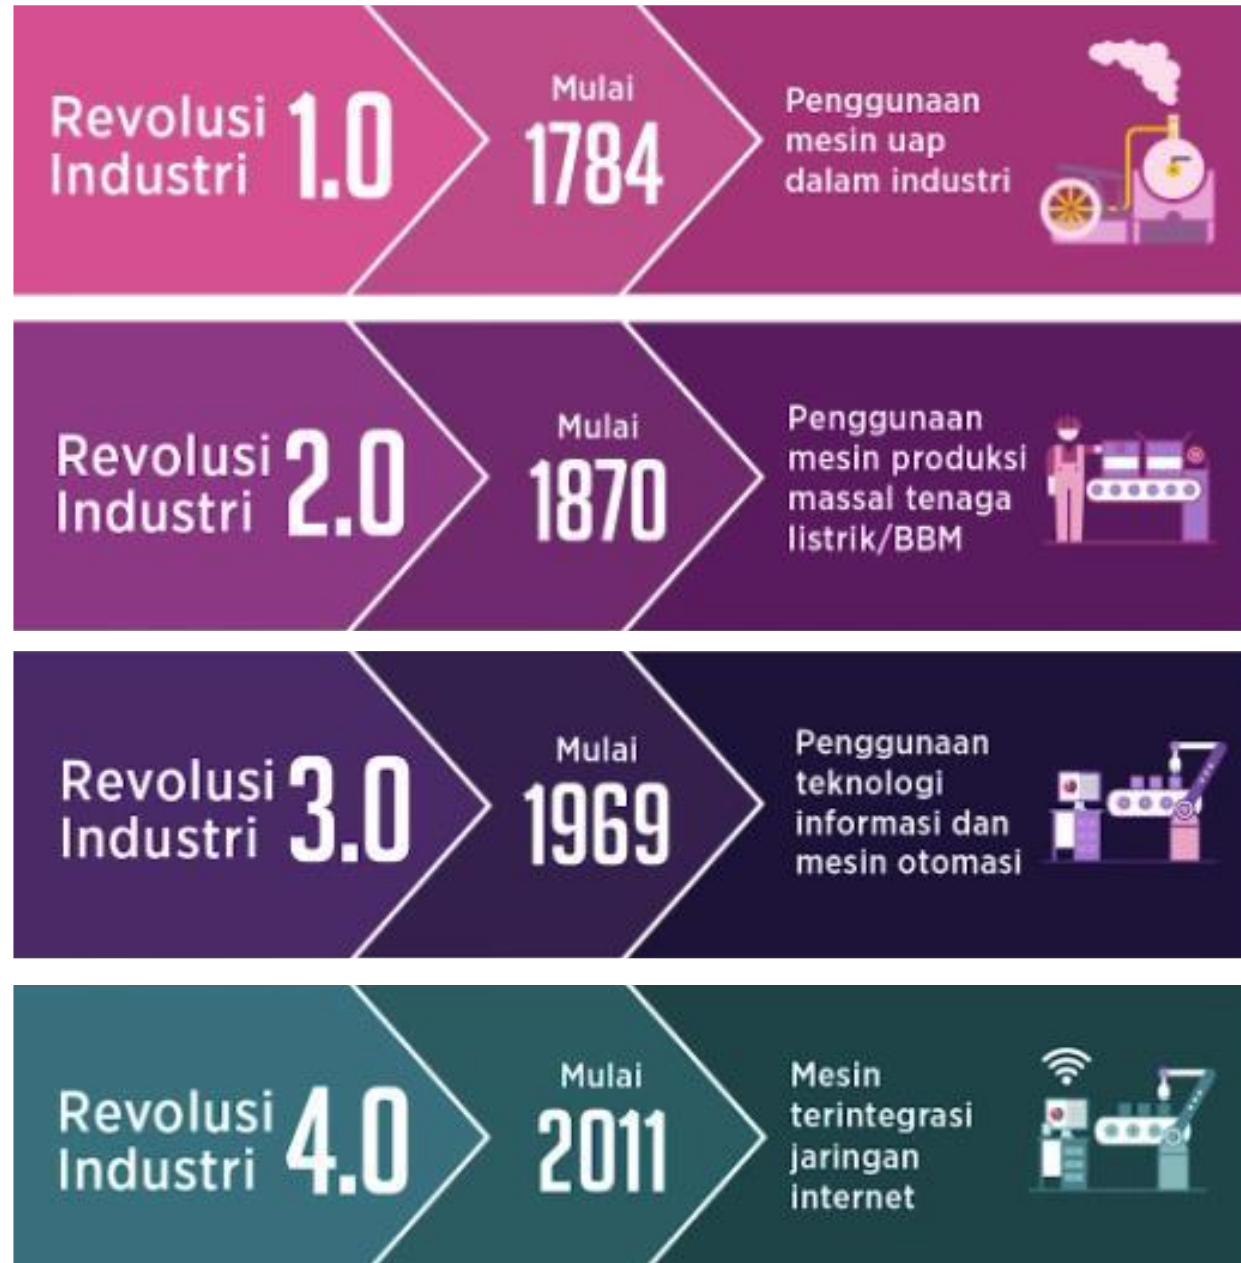 Revolusi
Industri
1.0
Mulai
1784
Penggunaan
mesin uap
dalam industri
Revolusi
Industri
2.0
Mulai
1870
Penggunaan
mesin produksi
massal tenaga
listrik/BBM
Revolusi
Industri
3.0
Mulai
1969
Penggunaan
teknologi
informasi dan
mesin otomasi
Revolusi
Industri
4.0
Mulai
2011
Mesin
terintegrasi
jaringan
internet